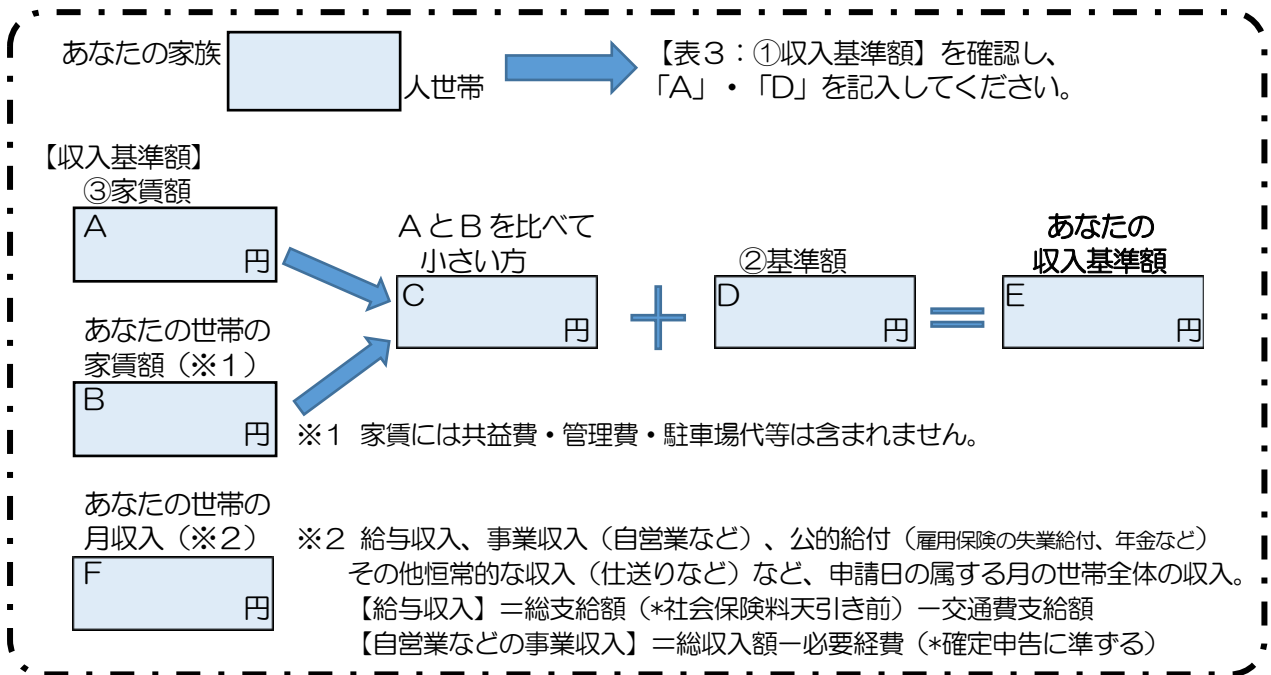 あなたの家族
人世帯
【表3：①収入基準額】を確認し、
「A」・「D」を記入してください。
【収入基準額】
③家賃額
A
円
あなたの世帯の
家賃額（※1）
B
円
AとBを比べて
小さい方
C
円
＋
②基準額
D
円
＝
あなたの
収入基準額
E
円
※1 家賃には共益費・管理費・駐車場代等は含まれません。
あなたの世帯の
月収入（※2）
F
円
※2 給与収入、事業収入（自営業など）、公的給付（雇用保険の失業給付、年金など）
その他恒常的な収入（仕送りなど）など、申請日の属する月の世帯全体の収入。
【給与収入】＝総支給額（*社会保険料天引き前）－交通費支給額
【自営業などの事業収入】＝総収入額－必要経費（*確定申告に準ずる）